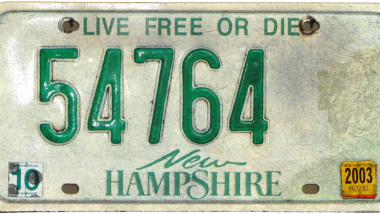 LIVE FREE OR DIE
54764
10
2003
New
HAMPSHIRE